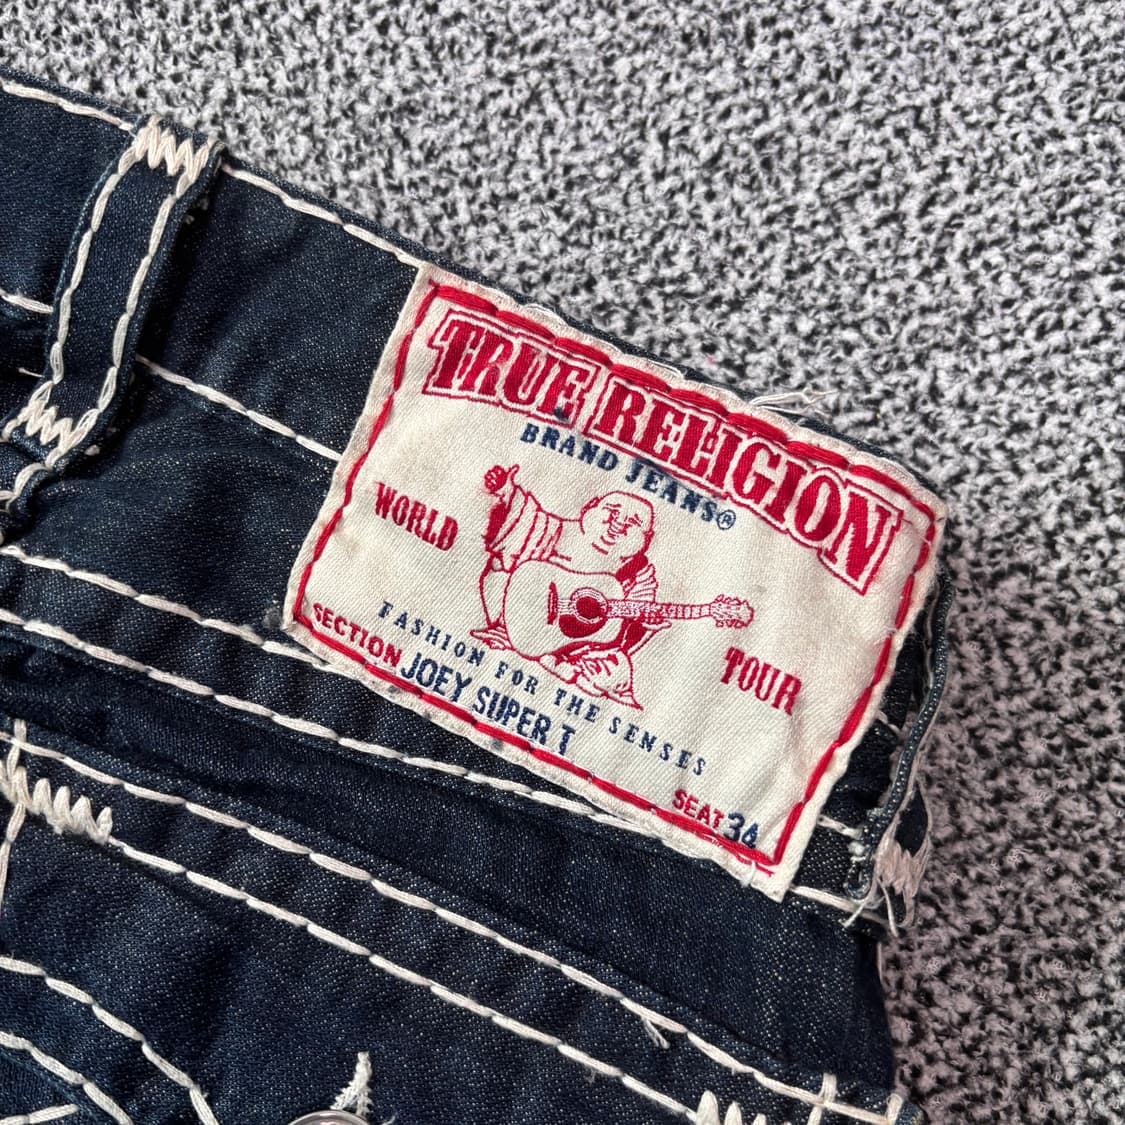 TRUE RELIGION
BRAND JEANS®
WORLD TOUR
FASHION FOR THE SENSES
SECTION JOEY SUPER T
SEAT 34